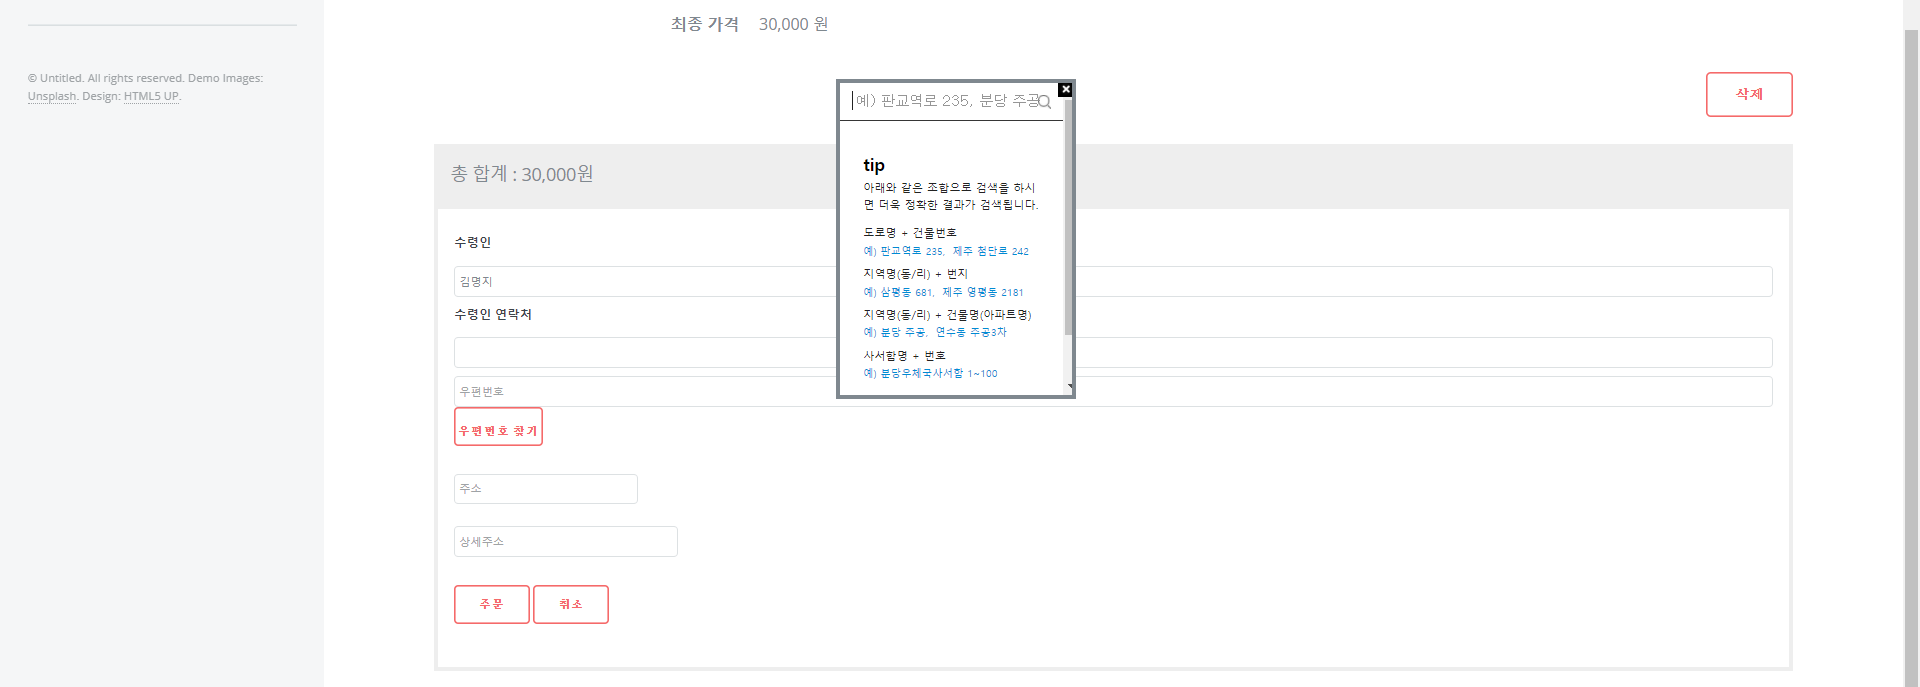 최종 가격 30,000 원
© Untitled. All rights reserved. Demo Images:
Unsplash. Design: HTML5 UP.
삭제
예) 판교역로 235, 분당 주공
총 합계 : 30,000원
tip
아래와 같은 조합으로 검색을 하시
면 더욱 정확한 결과가 검색됩니다.
도로명 + 건물번호
예) 판교역로 235, 제주 첨단로 242
지역명(동/리) + 번지
예) 삼평동 681, 제주 영평동 2181
지역명(동/리) + 건물명(아파트명)
예) 분당 주공, 연수동 주공3차
사서함명 + 번호
예) 분당우체국사서함 1~100
수령인
김명지
수령인 연락처
우편번호
우편번호 찾기
주소
상세주소
주문 취소